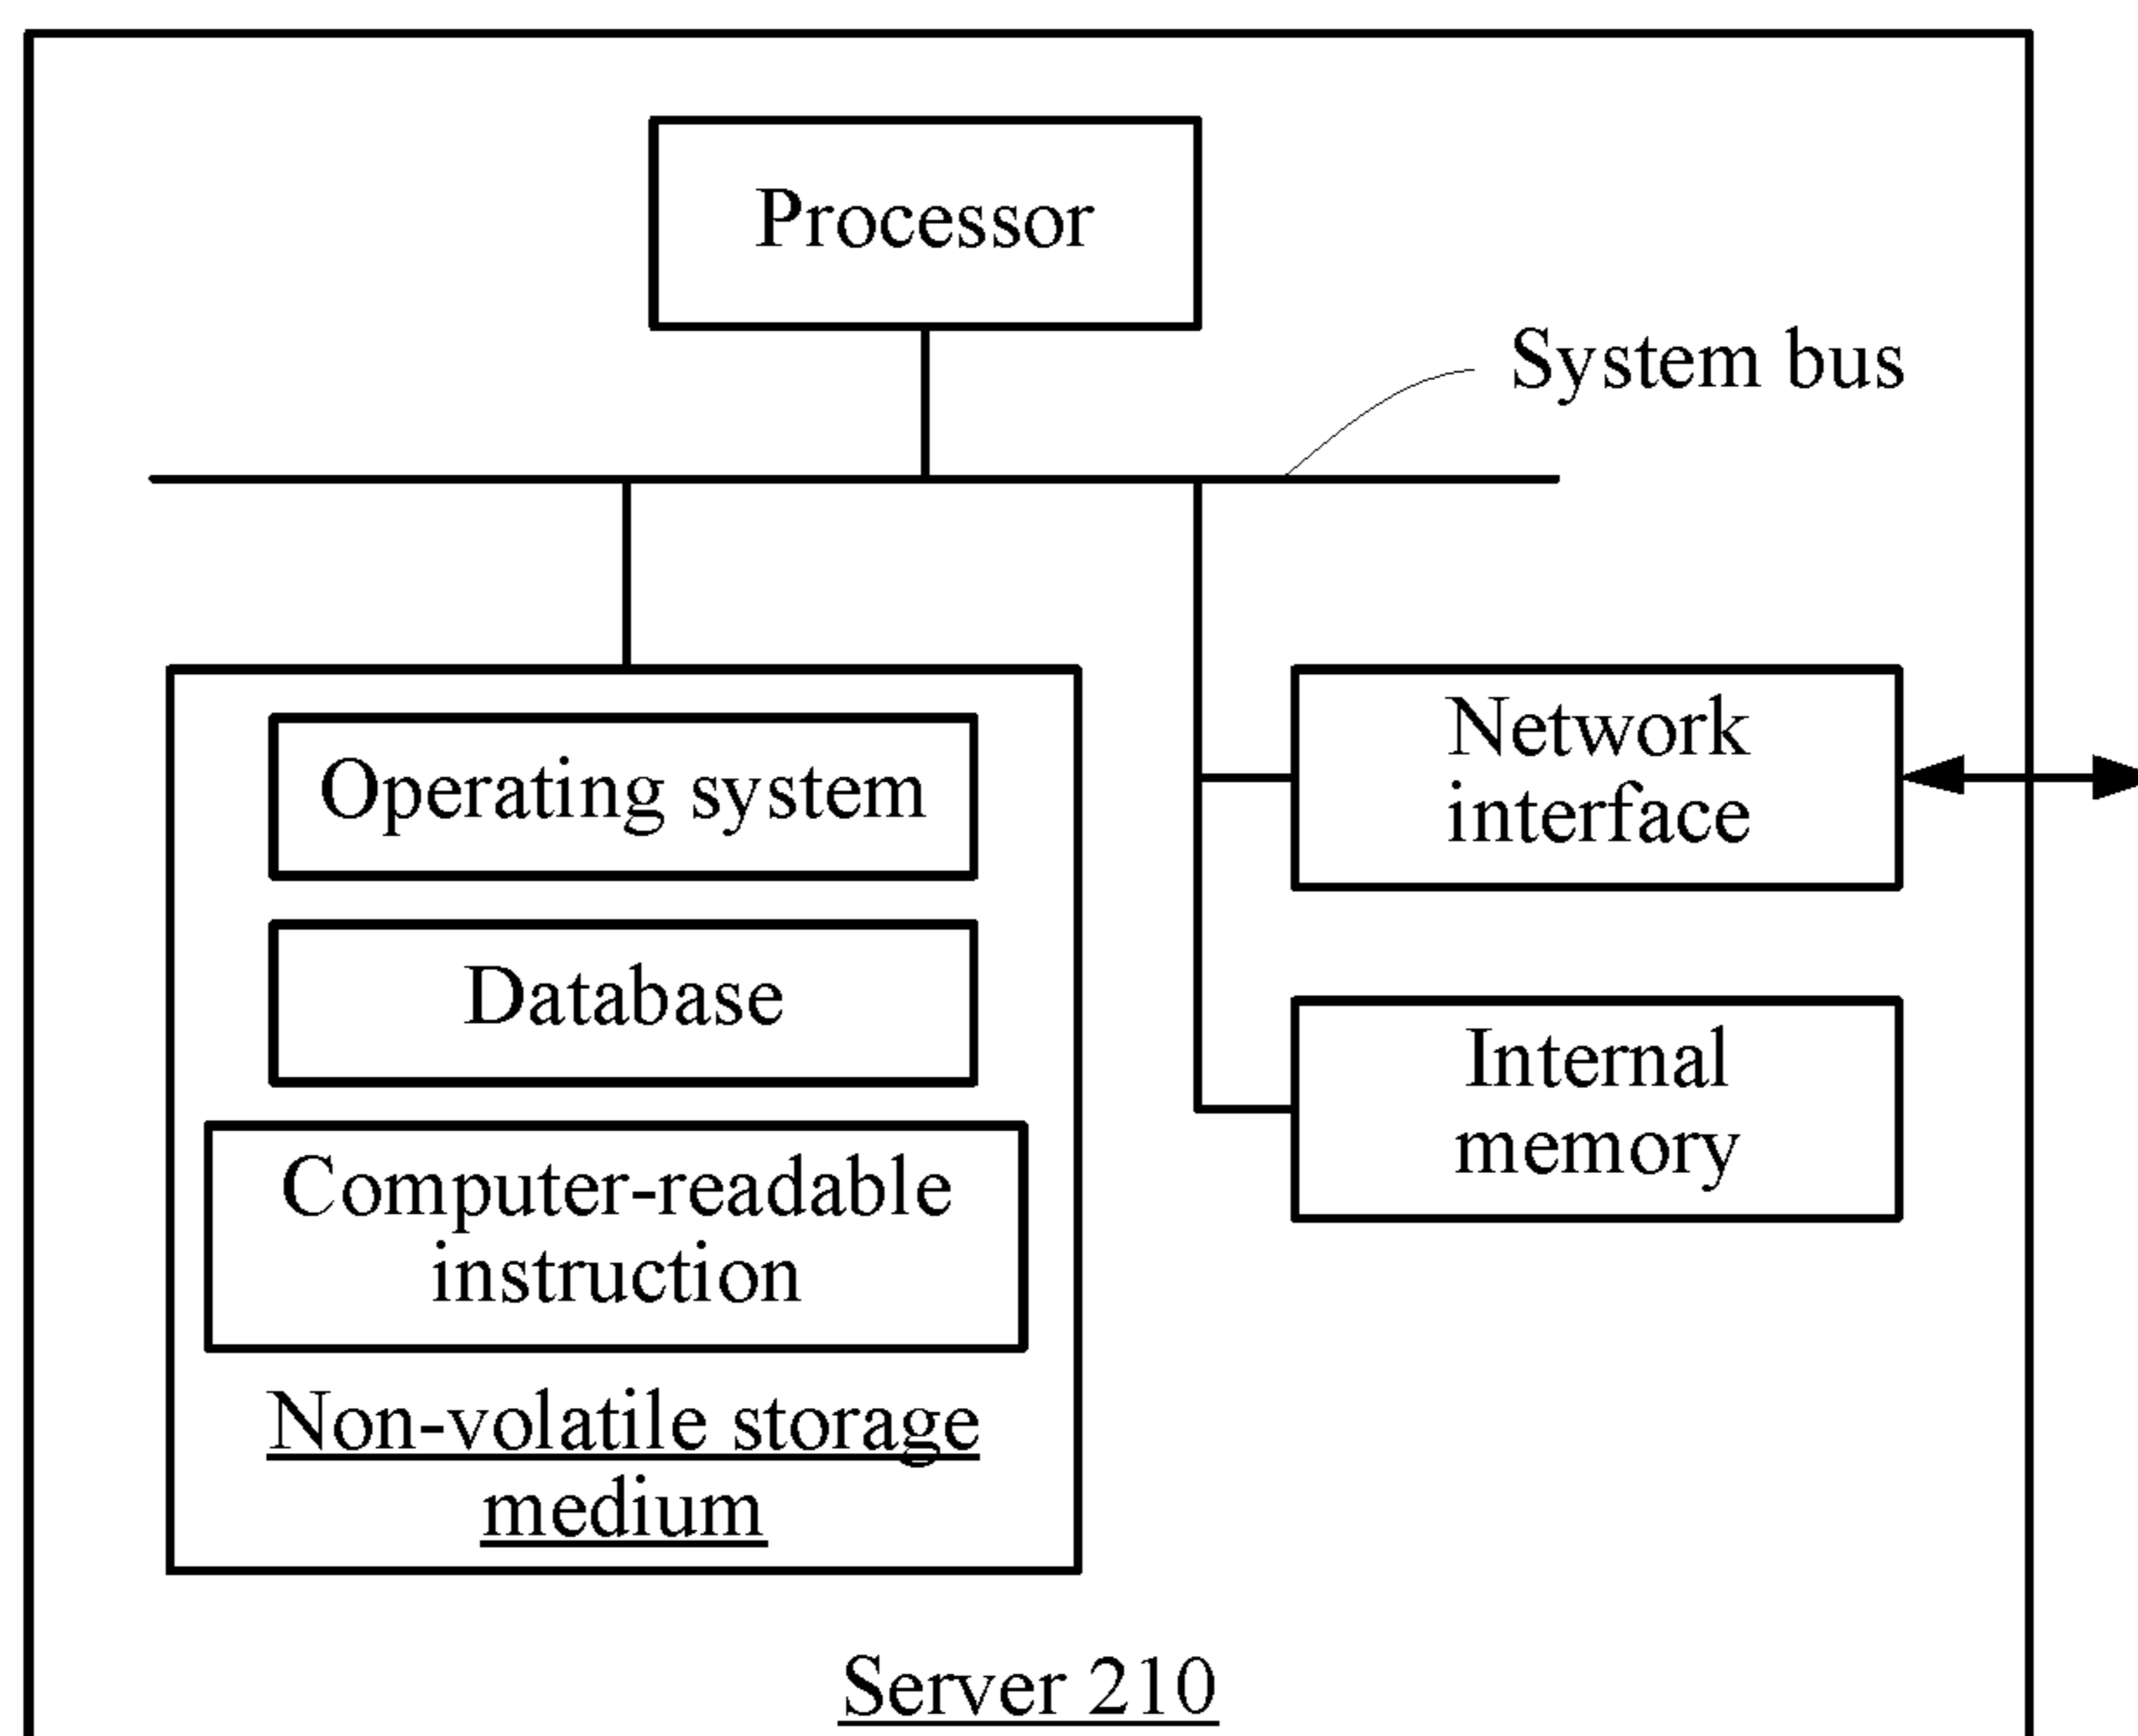 Processor
System bus
Operating system
Database
Computer-readable
instruction
Non-volatile storage
medium
Network
interface
Internal
memory
Server 210